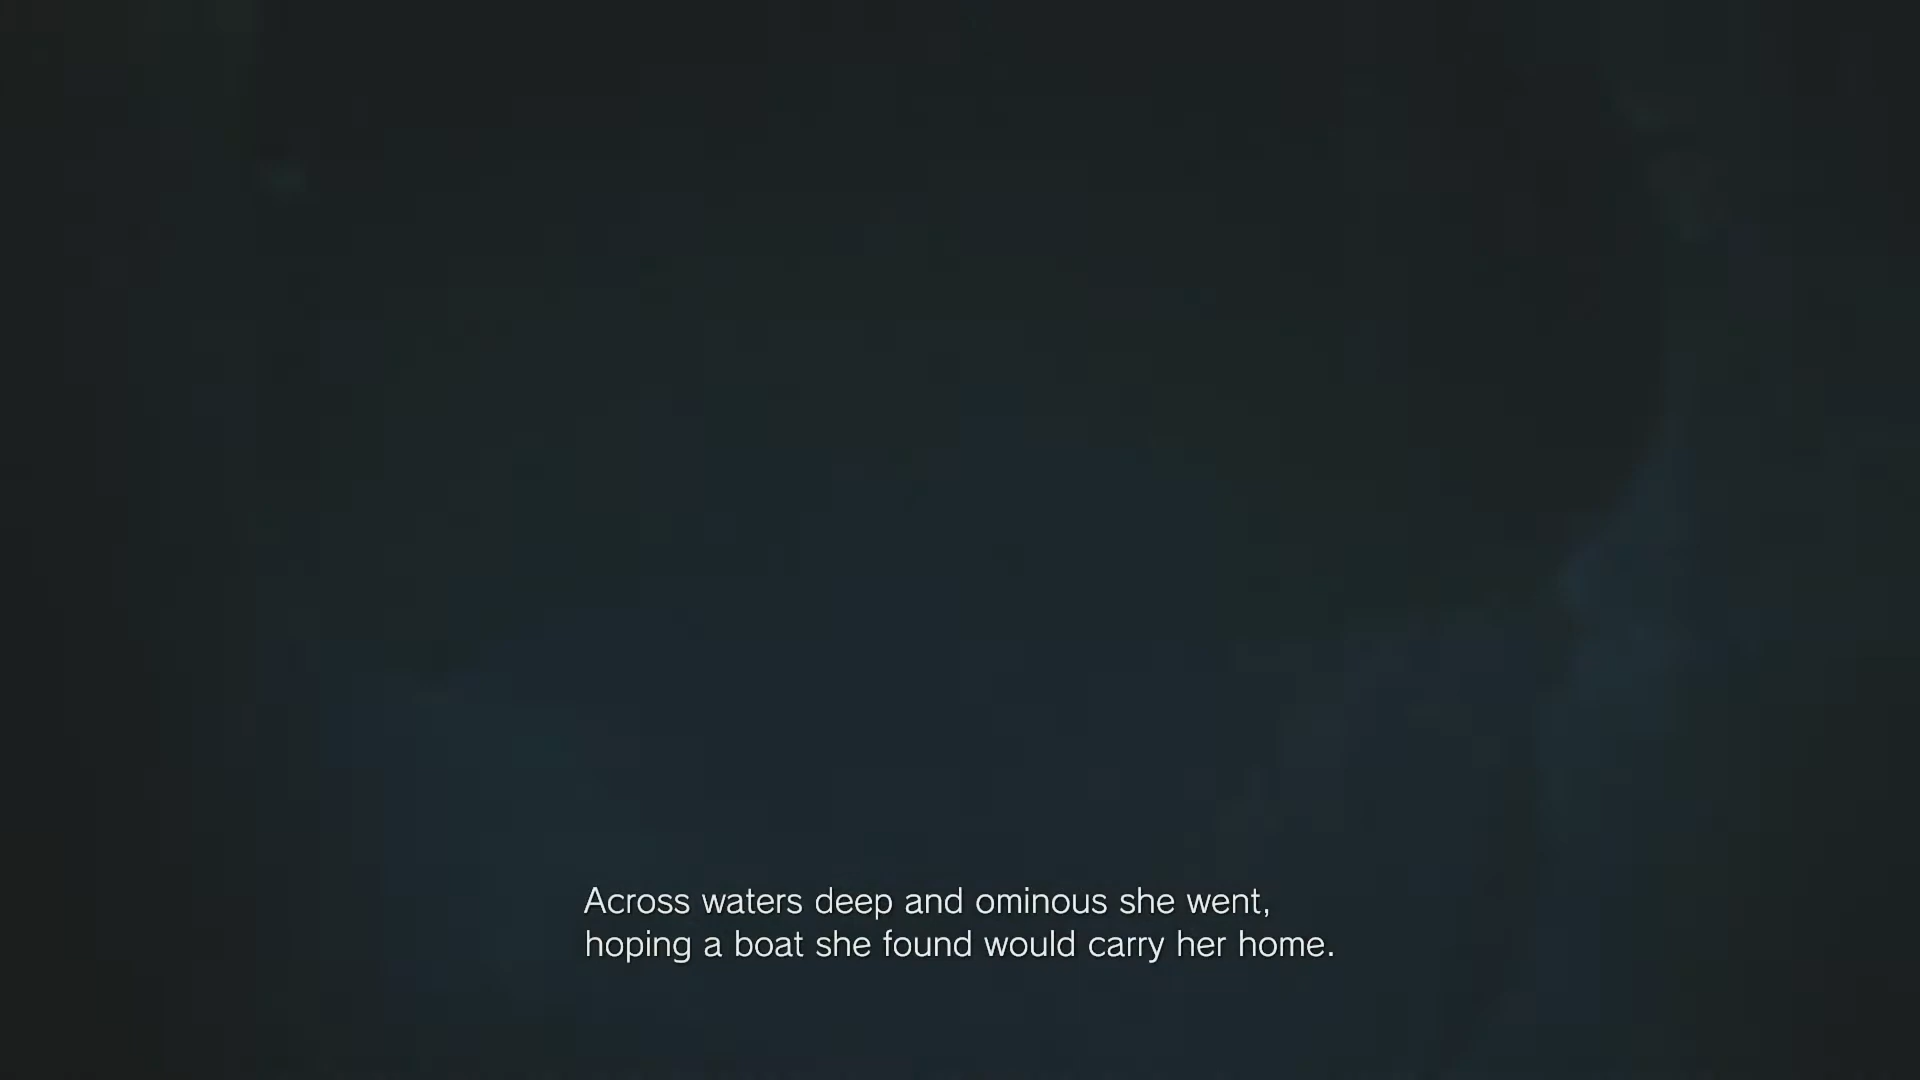 Across waters deep and ominous she went,
hoping a boat she found would carry her home.